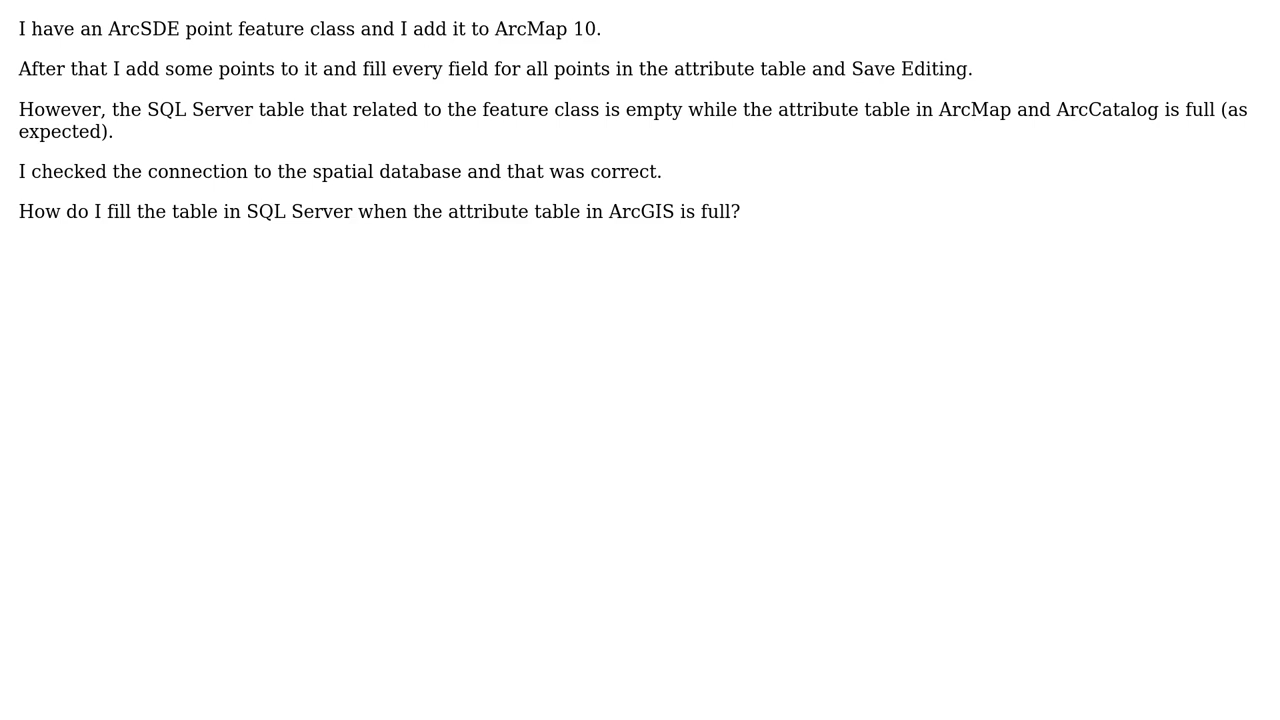 I have an ArcSDE point feature class and I add it to ArcMap 10.
After that I add some points to it and fill every field for all points in the attribute table and Save Editing.
However, the SQL Server table that related to the feature class is empty while the attribute table in ArcMap and ArcCatalog is full (as
expected).
I checked the connection to the spatial database and that was correct.
How do I fill the table in SQL Server when the attribute table in ArcGIS is full?